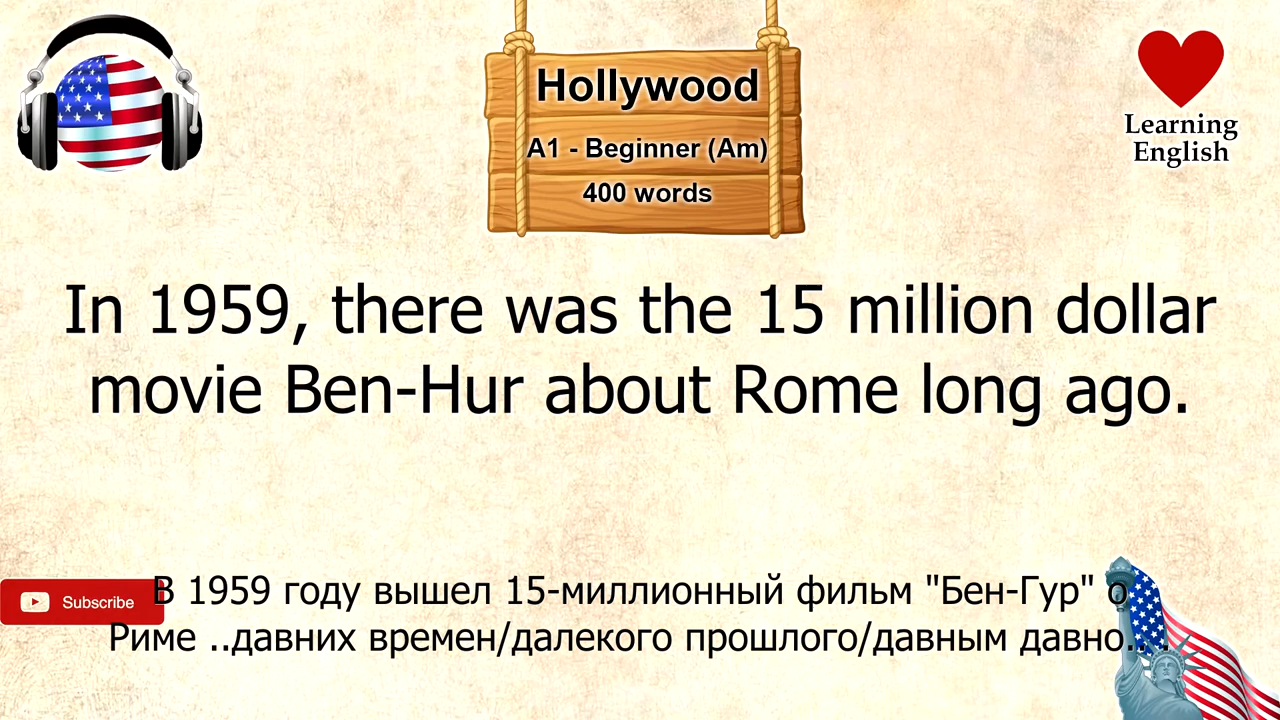 Hollywood
A1 - Beginner (Am)
400 words
Learning
English
In 1959, there was the 15 million dollar
movie Ben-Hur about Rome long ago.
Subscribe
В 1959 году вышел 15-миллионный фильм "Бен-Гур" о
Риме ..давних времен/далекого прошлого/давным давно...